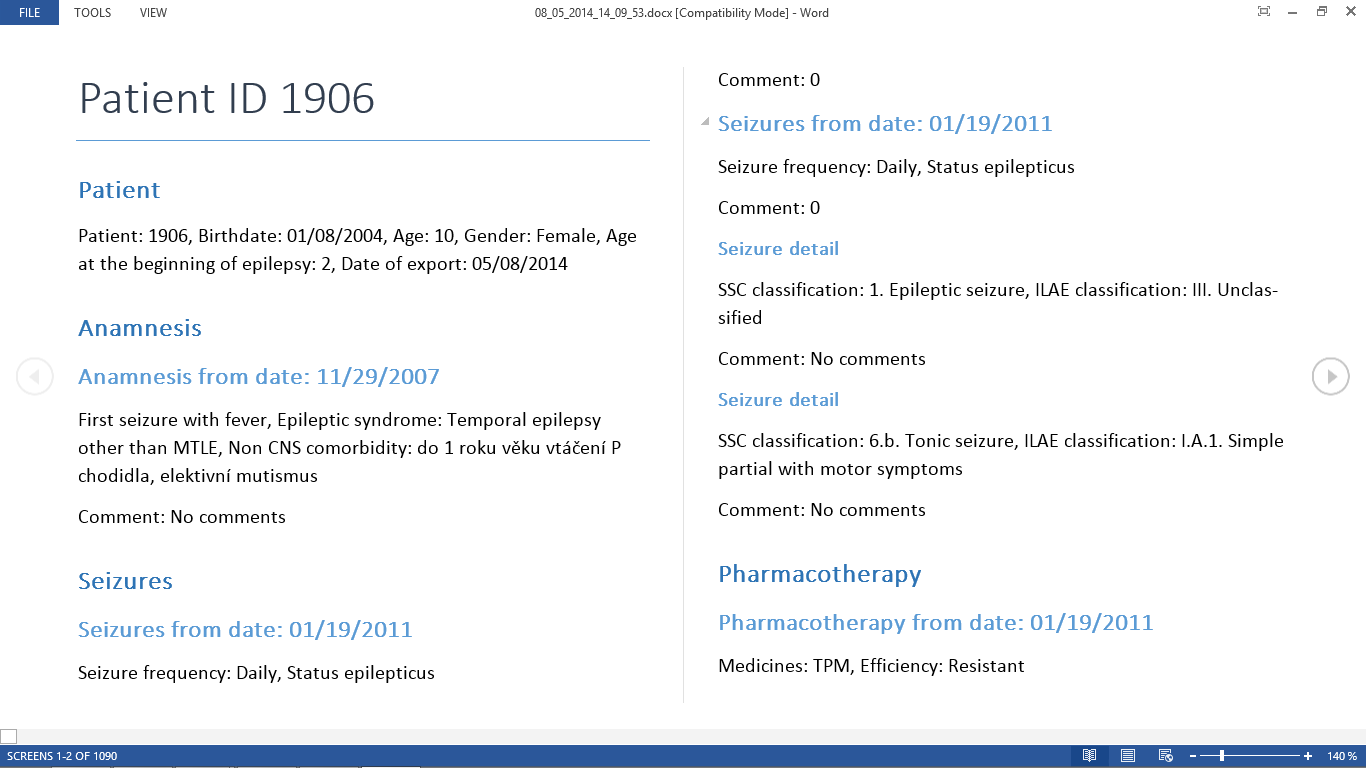 FILE TOOLS VIEW 08_05_2014_14_09_53.docx [Compatibility Mode] - Word
Patient ID 1906
Patient
Patient: 1906, Birthdate: 01/08/2004, Age: 10, Gender: Female, Age
at the beginning of epilepsy: 2, Date of export: 05/08/2014
Anamnesis
Anamnesis from date: 11/29/2007
First seizure with fever, Epileptic syndrome: Temporal epilepsy
other than MTLE, Non CNS comorbidity: do 1 roku věku vtáčení P
chodidla, elektivní mutismus
Comment: No comments
Seizures
Seizures from date: 01/19/2011
Seizure frequency: Daily, Status epilepticus
Comment: 0
Seizures from date: 01/19/2011
Seizure frequency: Daily, Status epilepticus
Comment: 0
Seizure detail
SSC classification: 1. Epileptic seizure, ILAE classification: III. Unclas-
sified
Comment: No comments
Seizure detail
SSC classification: 6.b. Tonic seizure, ILAE classification: I.A.1. Simple
partial with motor symptoms
Comment: No comments
Pharmacotherapy
Pharmacotherapy from date: 01/19/2011
Medicines: TPM, Efficiency: Resistant
SCREENS 1-2 OF 1090 140 %